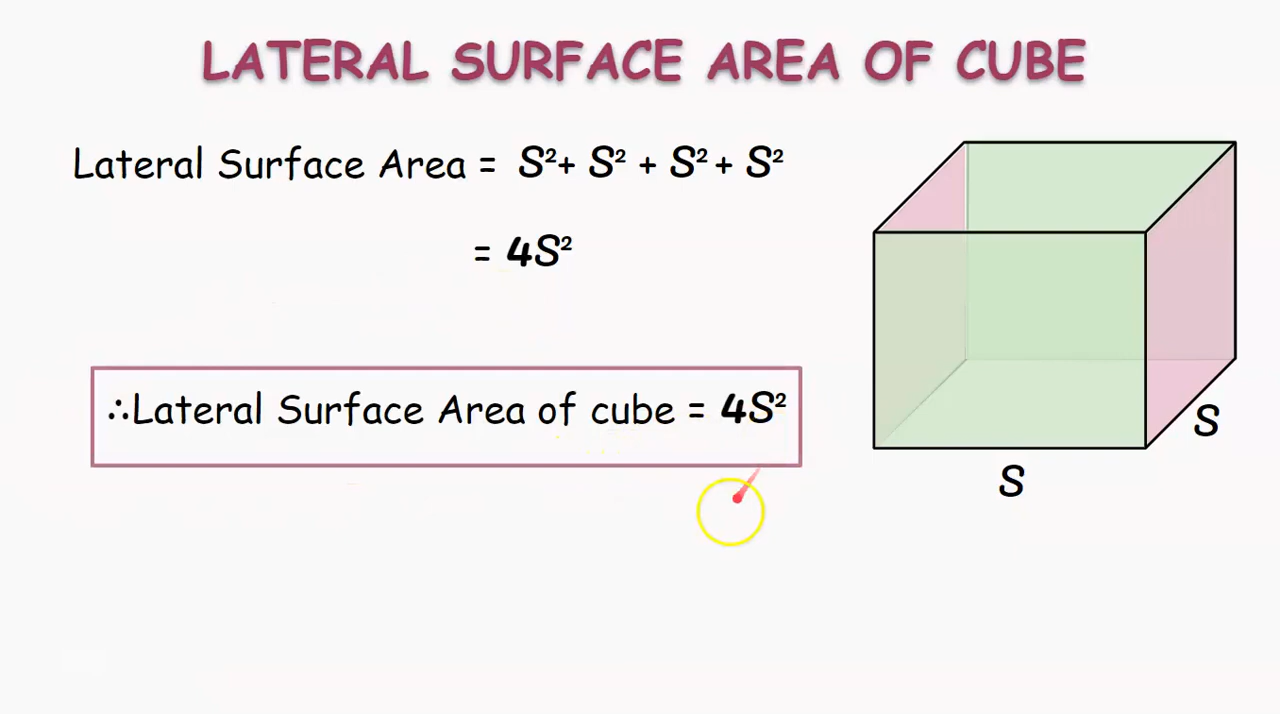 LATERAL SURFACE AREA OF CUBE
Lateral Surface Area = S²+ S² + S² + S²
= 4S²
∴Lateral Surface Area of cube = 4S²
S
S